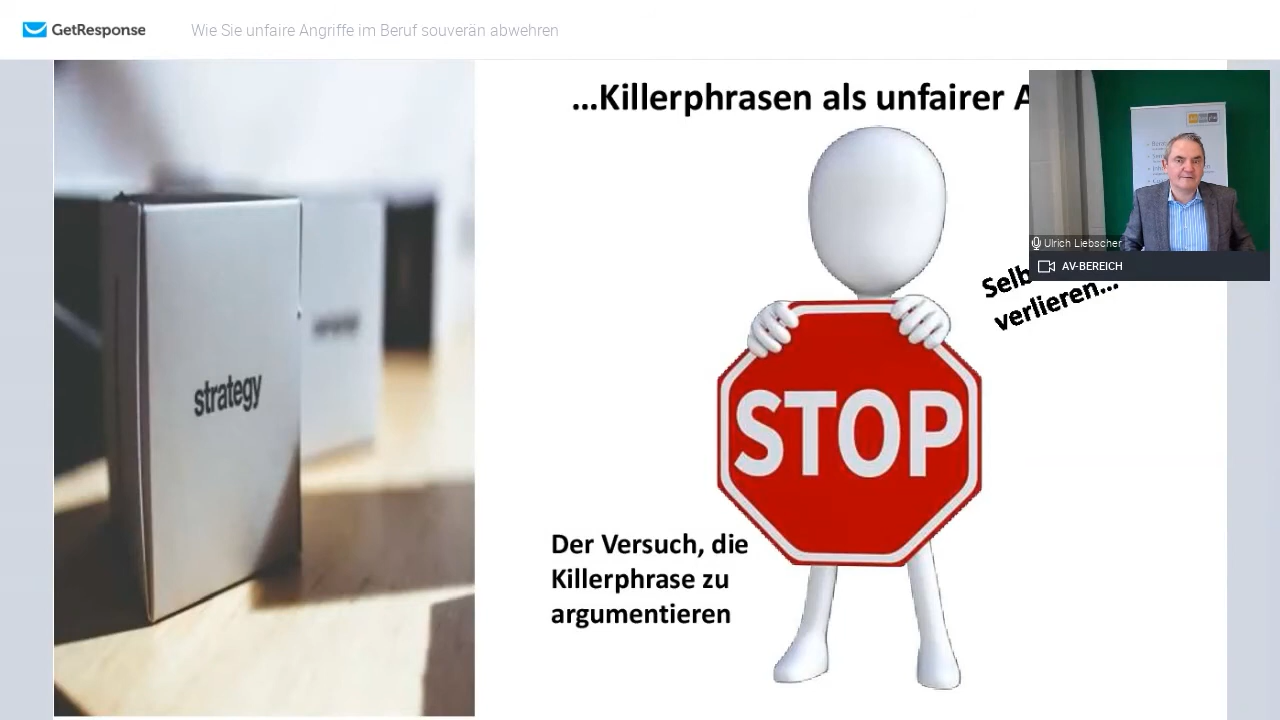 GetResponse
Wie Sie unfaire Angriffe im Beruf souverän abwehren
...Killerphrasen als unfairer A
Ulrich Liebscher
AV-BEREICH
Selb
verlieren...
STOP
strategy
Der Versuch, die
Killerphrase zu
argumentieren